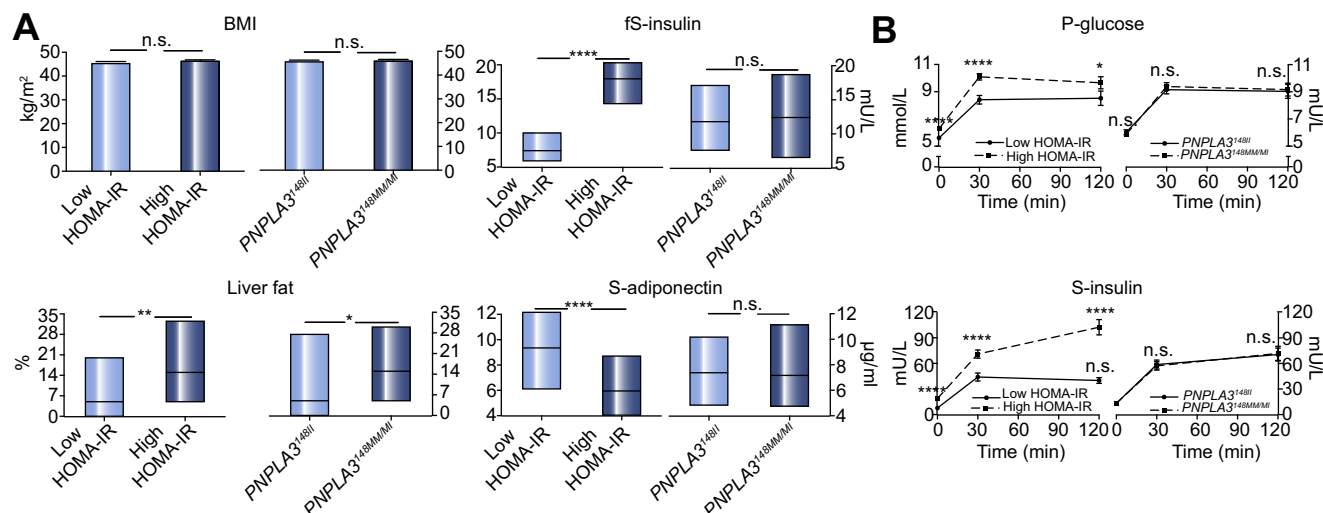 A
BMI
n.s.
n.s.
kg/m²
50
40
30
20
10
0
50
40
30
20
10
0
Low HOMA-IR
High HOMA-IR
PNPLA3¹⁴⁸ᴵᴵ
PNPLA3¹⁴⁸ᴹᴹ/ᴹᴵ
fS-insulin
****
n.s.
20
15
10
5
20
15
10
5
mU/L
Low HOMA-IR
High HOMA-IR
PNPLA3¹⁴⁸ᴵᴵ
PNPLA3¹⁴⁸ᴹᴹ/ᴹᴵ
B
P-glucose
mmol/L
11
9
5
0
**** **** *
n.s. n.s. n.s.
11
9
7
5
0
mU/L
Low HOMA-IR
High HOMA-IR
PNPLA3¹⁴⁸ᴵᴵ
PNPLA3¹⁴⁸ᴹᴹ/ᴹᴵ
0 30 60 90 120 0 30 60 90 120
Time (min) Time (min)
Liver fat
**
*
%
35
28
21
14
7
0
35
28
21
14
7
0
Low HOMA-IR
High HOMA-IR
PNPLA3¹⁴⁸ᴵᴵ
PNPLA3¹⁴⁸ᴹᴹ/ᴹᴵ
S-adiponectin
****
n.s.
12
10
8
6
4
12
10
8
6
4
µg/ml
Low HOMA-IR
High HOMA-IR
PNPLA3¹⁴⁸ᴵᴵ
PNPLA3¹⁴⁸ᴹᴹ/ᴹᴵ
S-insulin
mU/L
120
90
60
30
0
**** **** ****
n.s.
n.s. n.s.
120
90
60
30
0
mU/L
Low HOMA-IR
High HOMA-IR
PNPLA3¹⁴⁸ᴵᴵ
PNPLA3¹⁴⁸ᴹᴹ/ᴹᴵ
0 30 60 90 120 0 30 60 90 120
Time (min) Time (min)